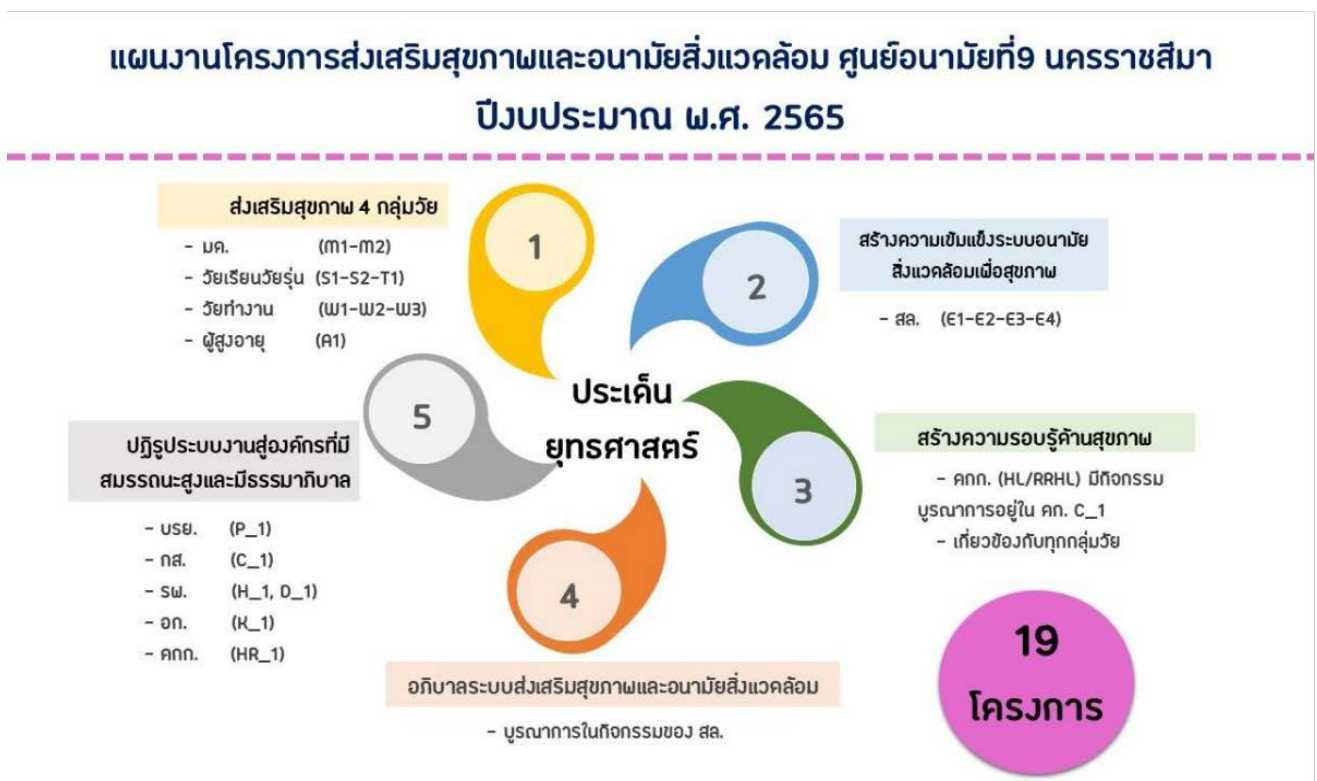 แผนงานโครงการส่งเสริมสุขภาพและอนามัยสิ่งแวดล้อม ศูนย์อนามัยที่9 นครราชสีมา
ปีงบประมาณ พ.ศ. 2565
ส่งเสริมสุขภาพ 4 กลุ่มวัย
- มค. (M1-M2)
- วัยเรียนวัยรุ่น (S1-S2-T1)
- วัยทำงาน (W1-W2-W3)
- ผู้สูงอายุ (A1)
1
2
สร้างความเข้มแข็งระบบอนามัย
สิ่งแวดล้อมเพื่อสุขภาพ
- สล. (E1-E2-E3-E4)
ประเด็น
ยุทธศาสตร์
3
สร้างความรอบรู้ด้านสุขภาพ
- คกก. (HL/RRHL) มีกิจกรรม
บูรณาการอยู่ใน คก. C_1
- เกี่ยวข้องกับทุกกลุ่มวัย
4
อภิบาลระบบส่งเสริมสุขภาพและอนามัยสิ่งแวดล้อม
- บูรณาการในกิจกรรมของ สล.
5
ปฏิรูประบบงานสู่องค์กรที่มี
สมรรถนะสูงและมีธรรมาภิบาล
- บรย. (P_1)
- กส. (C_1)
- รพ. (H_1, D_1)
- อก. (K_1)
- คกก. (HR_1)
19
โครงการ